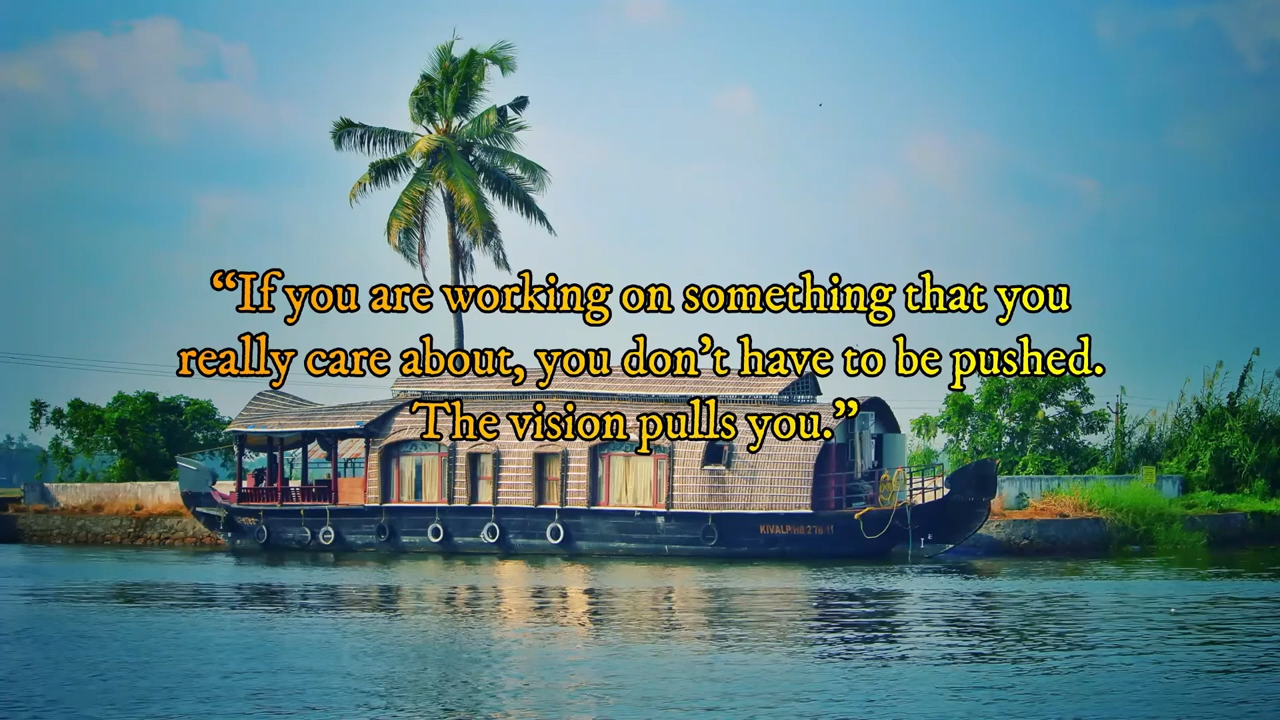 “If you are working on something that you
really care about, you don’t have to be pushed.
The vision pulls you.”